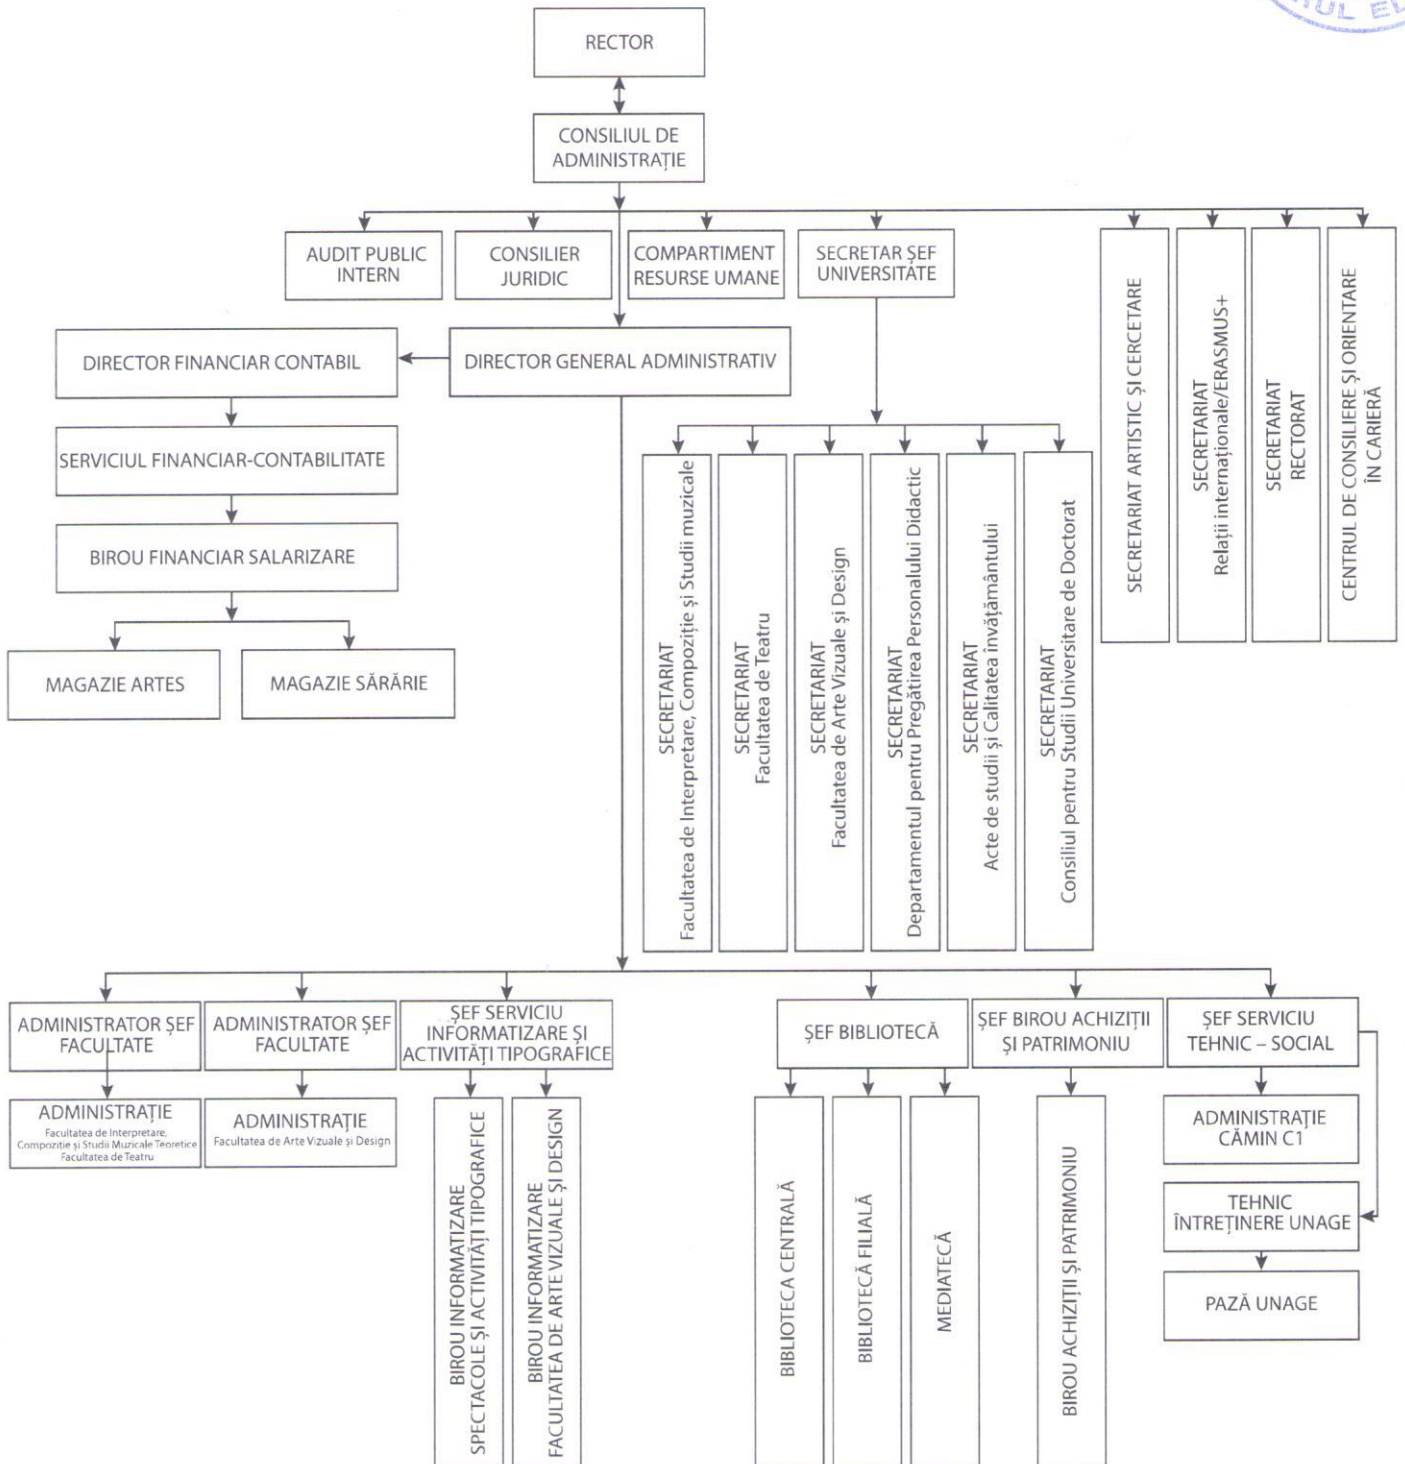 RECTOR
CONSILIUL DE
ADMINISTRAȚIE
AUDIT PUBLIC
INTERN
CONSILIER
JURIDIC
COMPARTIMENT
RESURSE UMANE
SECRETAR ȘEF
UNIVERSITATE
SECRETARIAT ARTISTIC ȘI CERCETARE
SECRETARIAT
Relații internaționale/ERASMUS+
SECRETARIAT
RECTORAT
CENTRUL DE CONSILIERE ȘI ORIENTARE
ÎN CARIERĂ
DIRECTOR FINANCIAR CONTABIL
DIRECTOR GENERAL ADMINISTRATIV
SERVICIUL FINANCIAR-CONTABILITATE
BIROU FINANCIAR SALARIZARE
MAGAZIE ARTES
MAGAZIE SĂRĂRIE
SECRETARIAT
Facultatea de Interpretare, Compoziție și Studii muzicale
SECRETARIAT
Facultatea de Teatru
SECRETARIAT
Facultatea de Arte Vizuale și Design
SECRETARIAT
Departamentul pentru Pregătirea Personalului Didactic
SECRETARIAT
Acte de studii și Calitatea învățământului
SECRETARIAT
Consiliul pentru Studii Universitare de Doctorat
ADMINISTRATOR ȘEF
FACULTATE
ADMINISTRATOR ȘEF
FACULTATE
ȘEF SERVICIU
INFORMATIZARE ȘI
ACTIVITĂȚI TIPOGRAFICE
ȘEF BIBLIOTECĂ
ȘEF BIROU ACHIZIȚII
ȘI PATRIMONIU
ȘEF SERVICIU
TEHNIC – SOCIAL
ADMINISTRAȚIE
Facultatea de Interpretare,
Compoziție și Studii Muzicale Teoretice
Facultatea de Teatru
ADMINISTRAȚIE
Facultatea de Arte Vizuale și Design
BIROU INFORMATIZARE
SPECTACOLE ȘI ACTIVITĂȚI TIPOGRAFICE
BIROU INFORMATIZARE
FACULTATEA DE ARTE VIZUALE ȘI DESIGN
BIBLIOTECA CENTRALĂ
BIBLIOTECĂ FILIALĂ
MEDIATECĂ
BIROU ACHIZIȚII ȘI PATRIMONIU
ADMINISTRAȚIE
CĂMIN C1
TEHNIC
ÎNTREȚINERE UNAGE
PAZĂ UNAGE